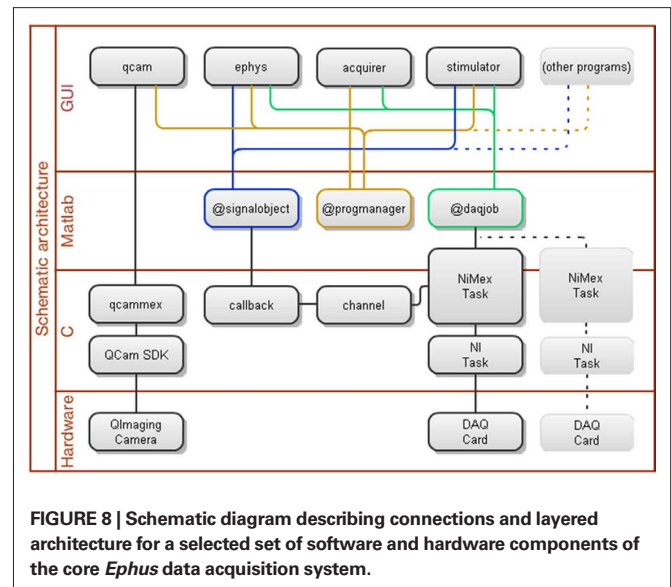 Schematic architecture
GUI
qcam
ephys
acquirer
stimulator
(other programs)
Matlab
@signalobject
@progmanager
@daqjob
NiMex
Task
NiMex
Task
C
qcammex
callback
channel
QCam SDK
NI
Task
NI
Task
Hardware
QImaging
Camera
DAQ
Card
DAQ
Card
FIGURE 8 | Schematic diagram describing connections and layered
architecture for a selected set of software and hardware components of
the core Ephus data acquisition system.